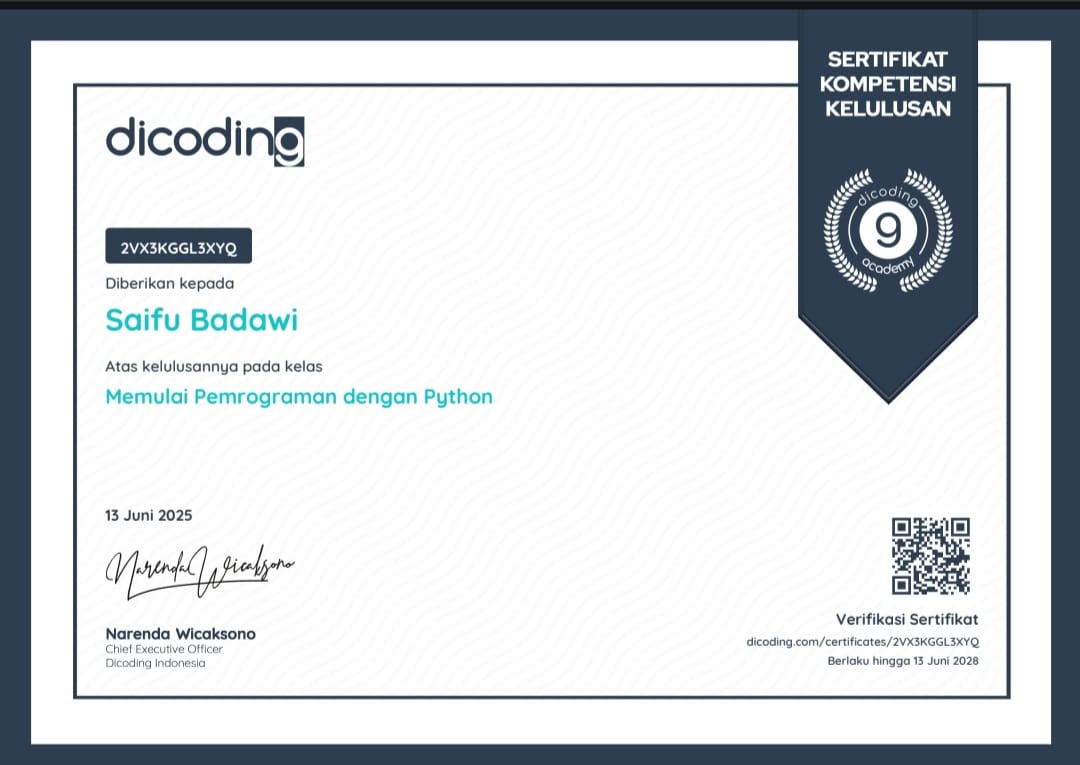 SERTIFIKAT
KOMPETENSI
KELULUSAN
dicoding
dicoding
9
academy
2VX3KGGL3XYQ
Diberikan kepada
Saifu Badawi
Atas kelulusannya pada kelas
Memulai Pemrograman dengan Python
13 Juni 2025
Narenda Wicaksono
Narenda Wicaksono
Chief Executive Officer
Dicoding Indonesia
Verifikasi Sertifikat
dicoding.com/certificates/2VX3KGGL3XYQ
Berlaku hingga 13 Juni 2028